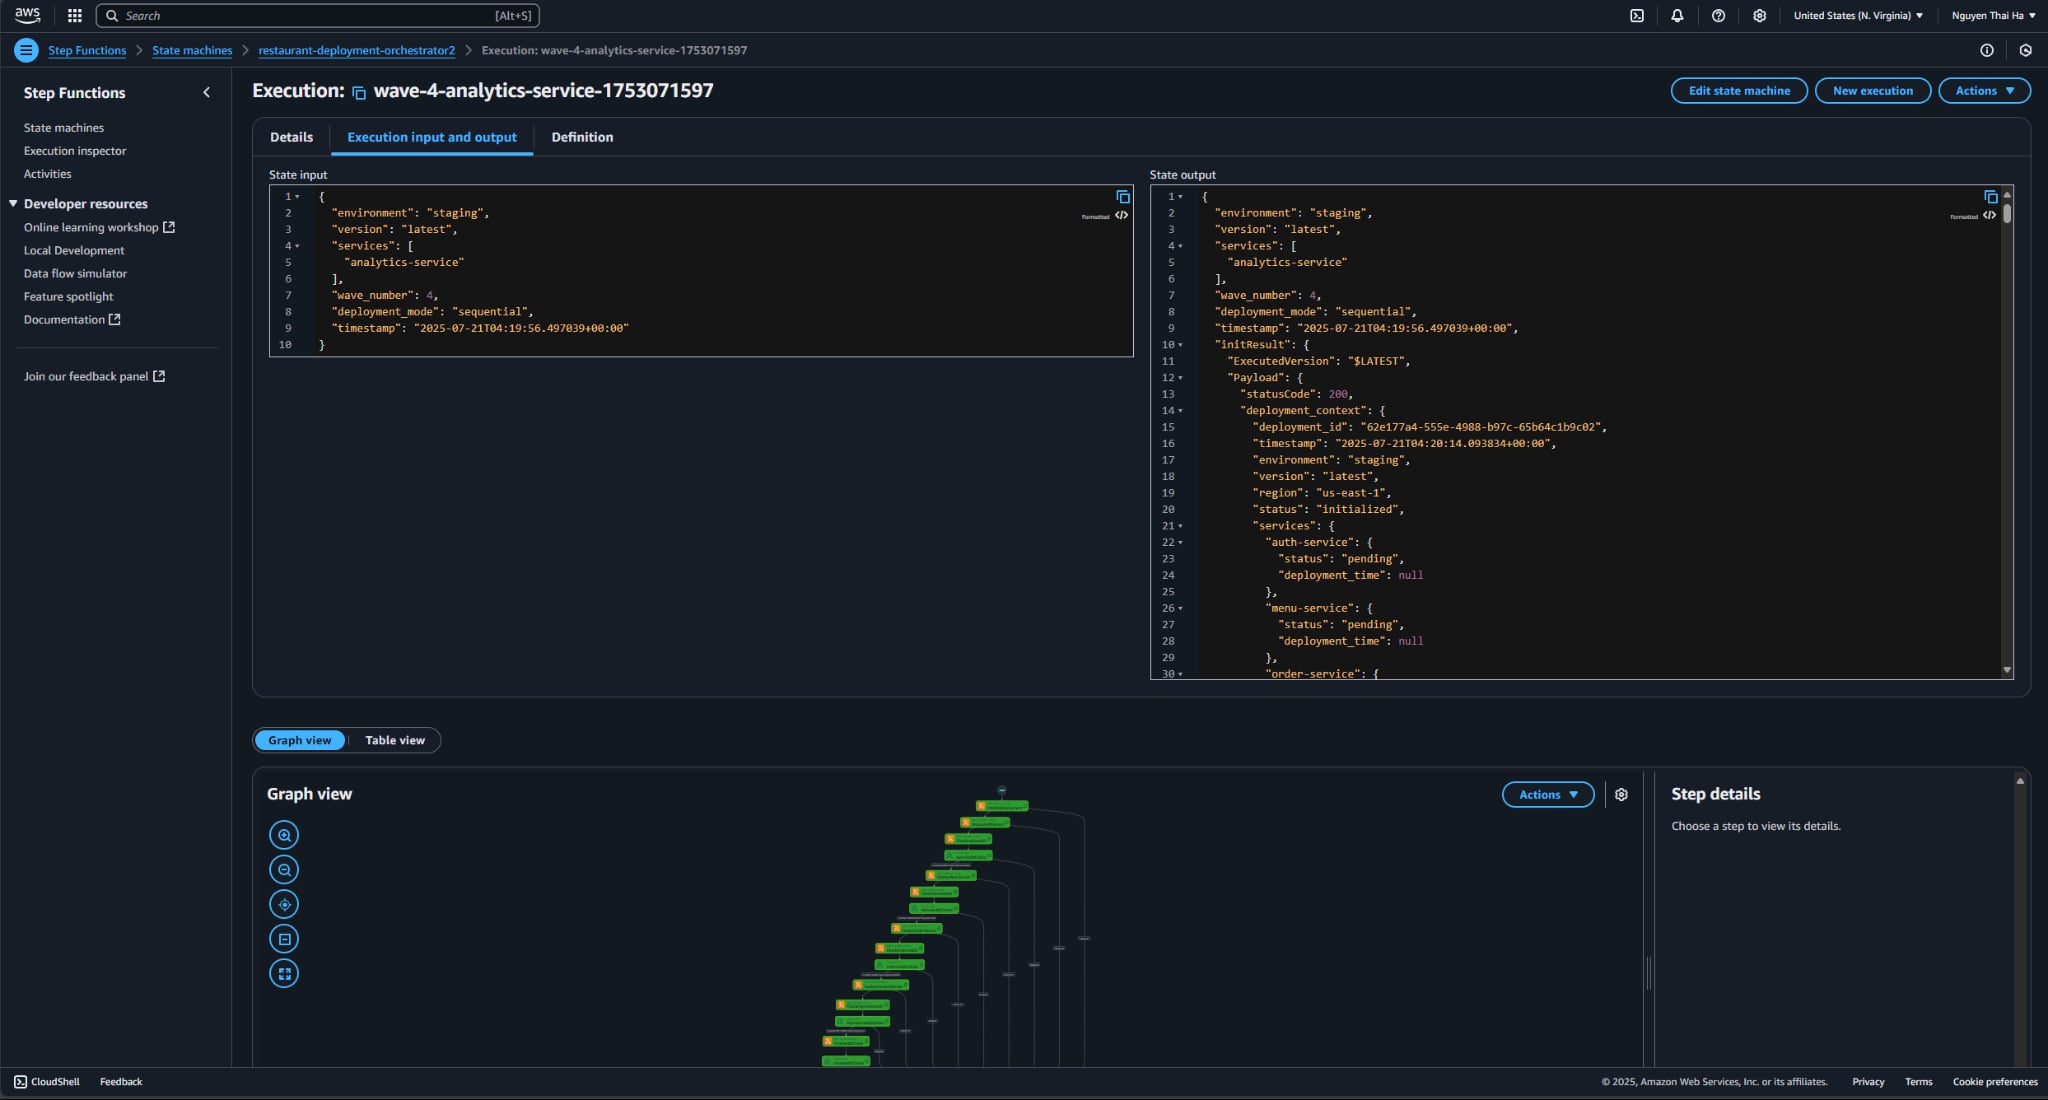 aws
Search
[Alt+S]
United States (N. Virginia)
Nguyen Thai Ha
Step Functions
State machines
restaurant-deployment-orchestrator2
Execution: wave-4-analytics-service-1753071597
Step Functions
State machines
Execution inspector
Activities
Developer resources
Online learning workshop
Local Development
Data flow simulator
Feature spotlight
Documentation
Join our feedback panel
Execution: wave-4-analytics-service-1753071597
Edit state machine
New execution
Actions
Details
Execution input and output
Definition
State input
Formatted
1 {
2 "environment": "staging",
3 "version": "latest",
4 "services": [
5 "analytics-service"
6 ],
7 "wave_number": 4,
8 "deployment_mode": "sequential",
9 "timestamp": "2025-07-21T04:19:56.497039+00:00"
10 }
State output
Formatted
1 {
2 "environment": "staging",
3 "version": "latest",
4 "services": [
5 "analytics-service"
6 ],
7 "wave_number": 4,
8 "deployment_mode": "sequential",
9 "timestamp": "2025-07-21T04:19:56.497039+00:00",
10 "initResult": {
11 "ExecutedVersion": "$LATEST",
12 "Payload": {
13 "statusCode": 200,
14 "deployment_context": {
15 "deployment_id": "62e177a4-555e-4988-b97c-65b64c1b9c02",
16 "timestamp": "2025-07-21T04:20:14.093834+00:00",
17 "environment": "staging",
18 "version": "latest",
19 "region": "us-east-1",
20 "status": "initialized",
21 "services": {
22 "auth-service": {
23 "status": "pending",
24 "deployment_time": null
25 },
26 "menu-service": {
27 "status": "pending",
28 "deployment_time": null
29 },
30 "order-service": {
Graph view
Table view
Graph view
Actions
Step details
Choose a step to view its details.
CloudShell
Feedback
© 2025, Amazon Web Services, Inc. or its affiliates.
Privacy
Terms
Cookie preferences